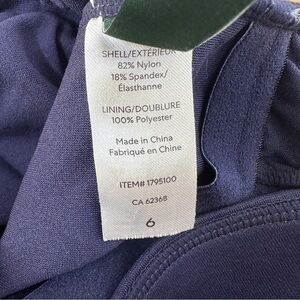 SHELL/EXTÉRIEUR
82% Nylon
18% Spandex/
Élasthanne
LINING/DOUBLURE
100% Polyester
Made in China
Fabriqué en Chine
ITEM# 1795100
CA 62368
6